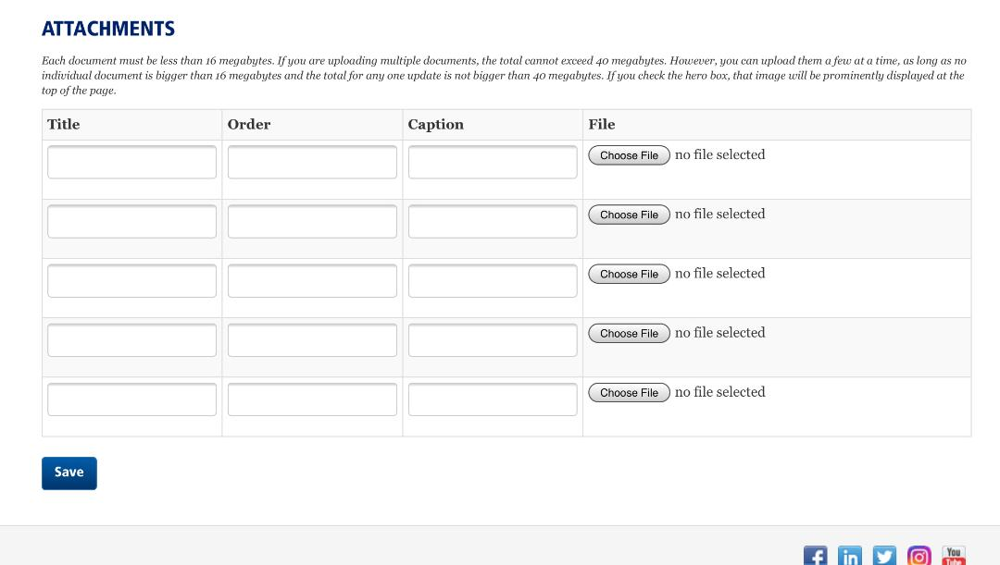 ATTACHMENTS
Each document must be less than 16 megabytes. If you are uploading multiple documents, the total cannot exceed 40 megabytes. However, you can upload them a few at a time, as long as no
individual document is bigger than 16 megabytes and the total for any one update is not bigger than 40 megabytes. If you check the hero box, that image will be prominently displayed at the
top of the page.
Title Order Caption File
Choose File no file selected
Choose File no file selected
Choose File no file selected
Choose File no file selected
Choose File no file selected
Save
f in You
Tube